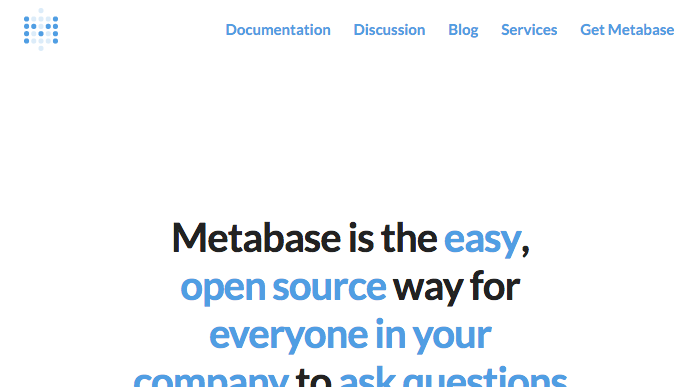 Documentation Discussion Blog Services Get Metabase
Metabase is the easy,
open source way for
everyone in your
company to ask questions